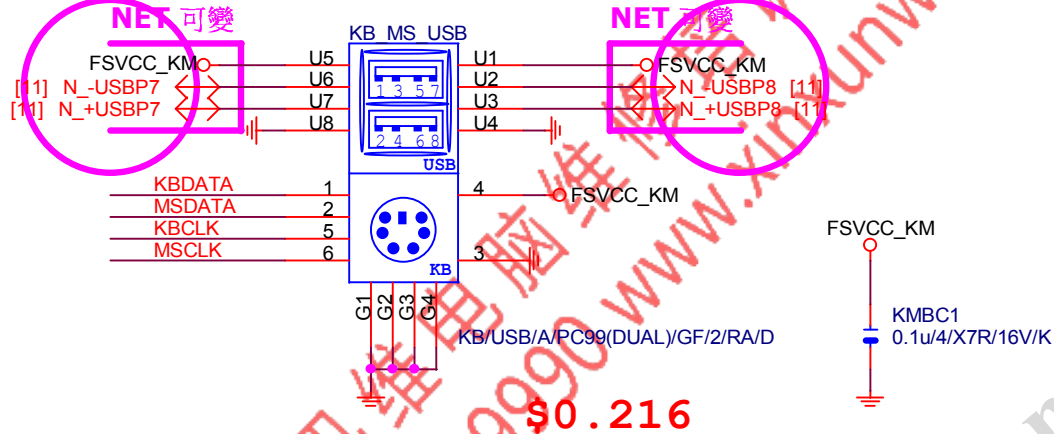 NET 可變
NET 可變
KB_MS_USB
FSVCC_KM
U5
U1
FSVCC_KM
[11] N_-USBP7
U6
U2
N_-USBP8 [11]
[11] N_+USBP7
U7
U3
N_+USBP8 [11]
U8
U4
1 3 5 7
2 4 6 8
USB
KBDATA
1
4
FSVCC_KM
MSDATA
2
KBCLK
5
MSCLK
6
3
KB
G1
G2
G3
G4
FSVCC_KM
KMBC1
0.1u/4/X7R/16V/K
KB/USB/A/PC99(DUAL)/GF/2/RA/D
$0.216